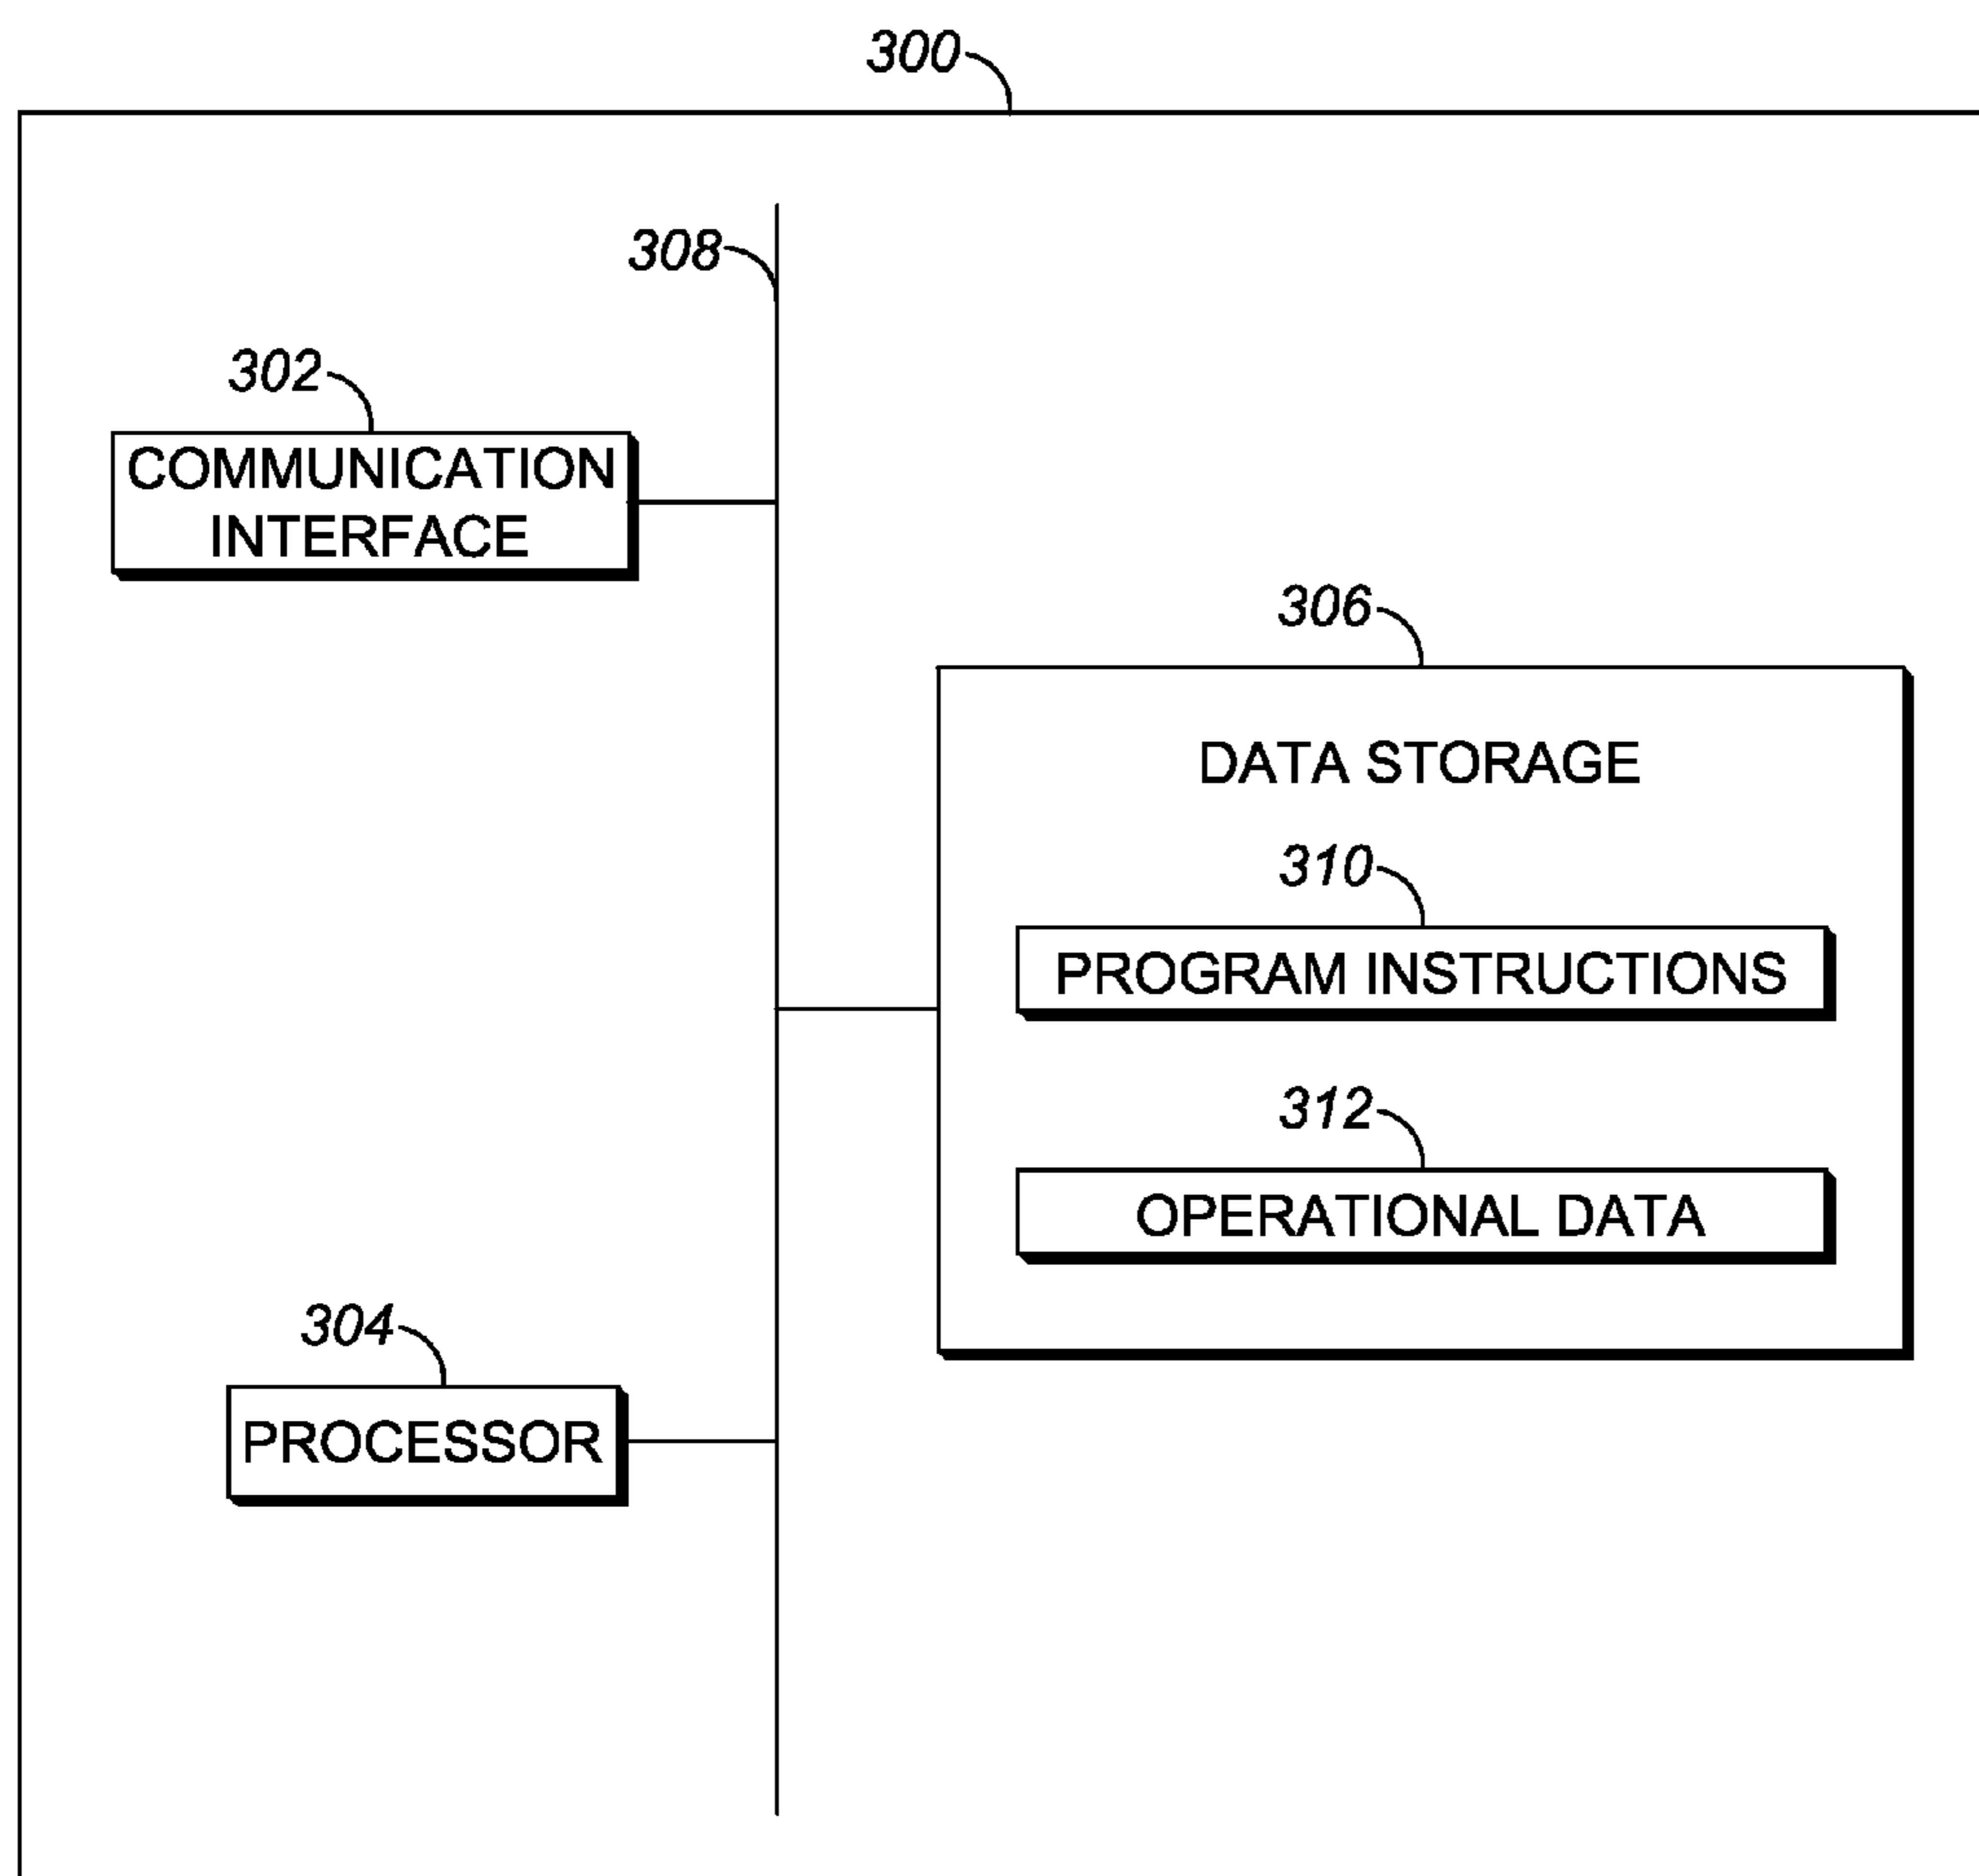 300
308
302
COMMUNICATION
INTERFACE
306
DATA STORAGE
310
PROGRAM INSTRUCTIONS
312
OPERATIONAL DATA
304
PROCESSOR